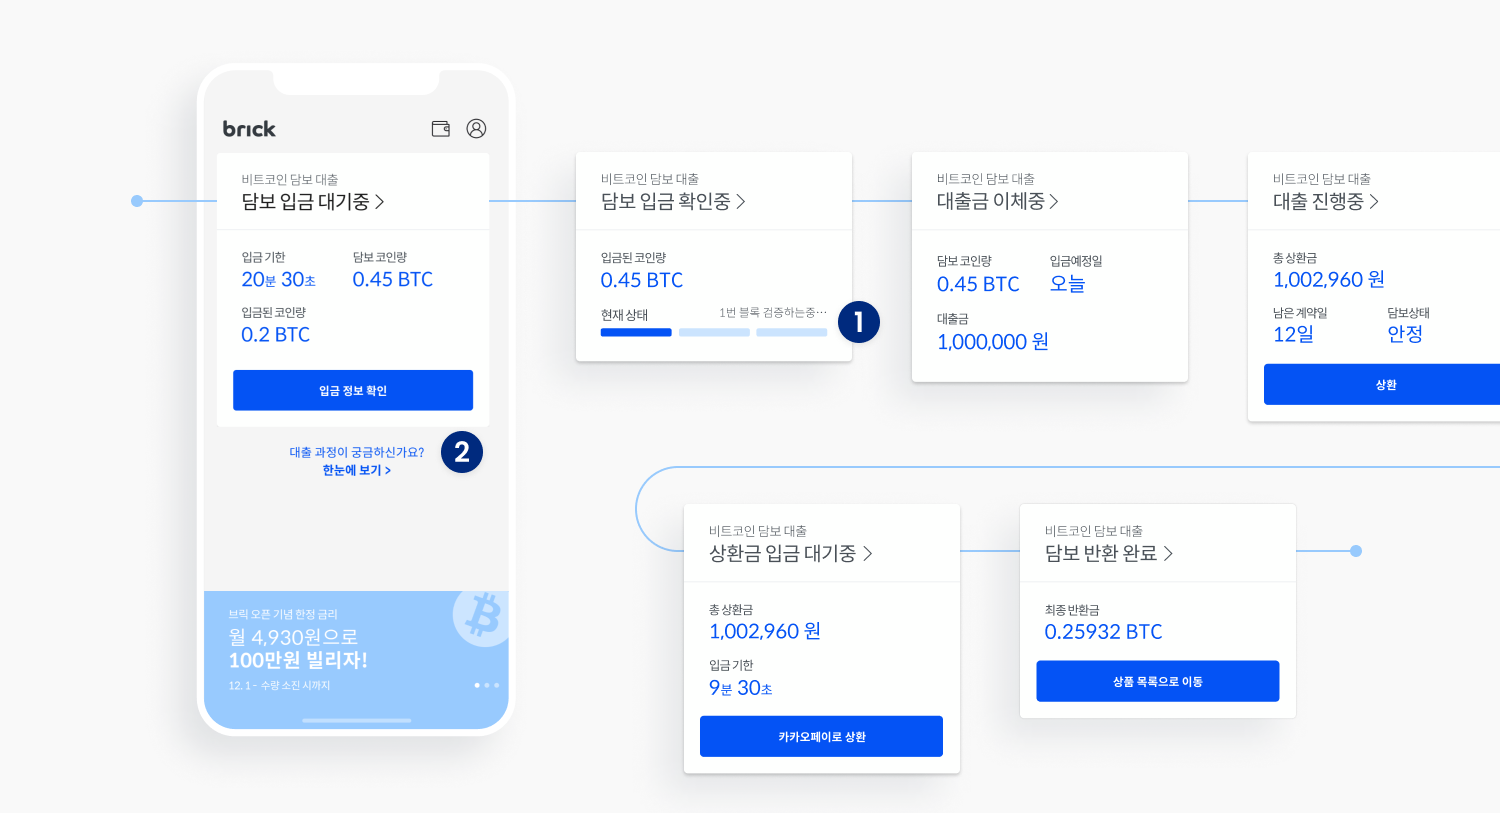 brick
비트코인 담보 대출
담보 입금 대기중 >
입금 기한
담보 코인량
20분 30초
0.45 BTC
입금된 코인량
0.2 BTC
입금 정보 확인
대출 과정이 궁금하신가요?
한눈에 보기 >
2
브릭 오픈 기념 한정 금리
월 4,930원으로
100만원 빌리자!
12. 1 - 수량 소진 시까지
비트코인 담보 대출
담보 입금 확인중 >
입금된 코인량
0.45 BTC
현재 상태
1번 블록 검증하는중…
1
비트코인 담보 대출
대출금 이체중 >
담보 코인량
입금예정일
0.45 BTC
오늘
대출금
1,000,000 원
비트코인 담보 대출
대출 진행중 >
총 상환금
1,002,960 원
남은 계약일
담보상태
12일
안정
상환
비트코인 담보 대출
상환금 입금 대기중 >
총 상환금
1,002,960 원
입금 기한
9분 30초
카카오페이로 상환
비트코인 담보 대출
담보 반환 완료 >
최종 반환금
0.25932 BTC
상품 목록으로 이동